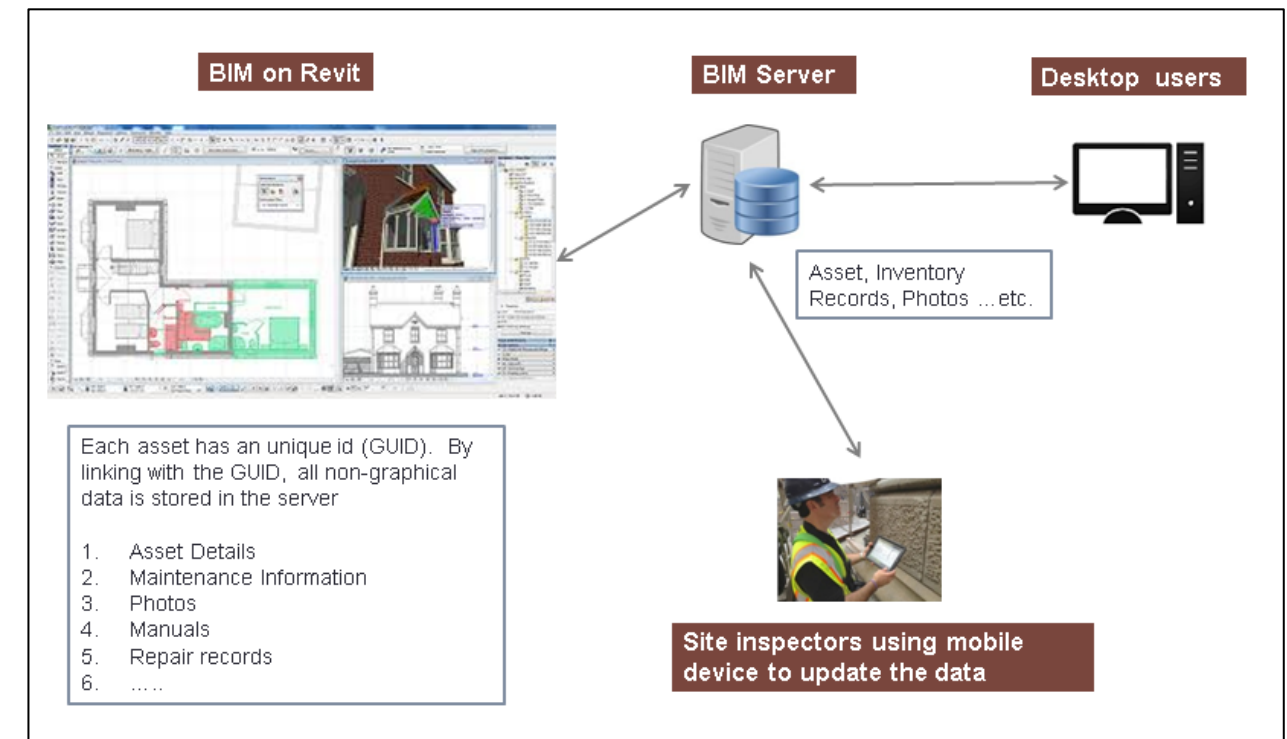 BIM on Revit
BIM Server
Desktop users
Asset, Inventory
Records, Photos ...etc.
Each asset has an unique id (GUID). By
linking with the GUID, all non-graphical
data is stored in the server
1. Asset Details
2. Maintenance Information
3. Photos
4. Manuals
5. Repair records
6. .....
Site inspectors using mobile
device to update the data